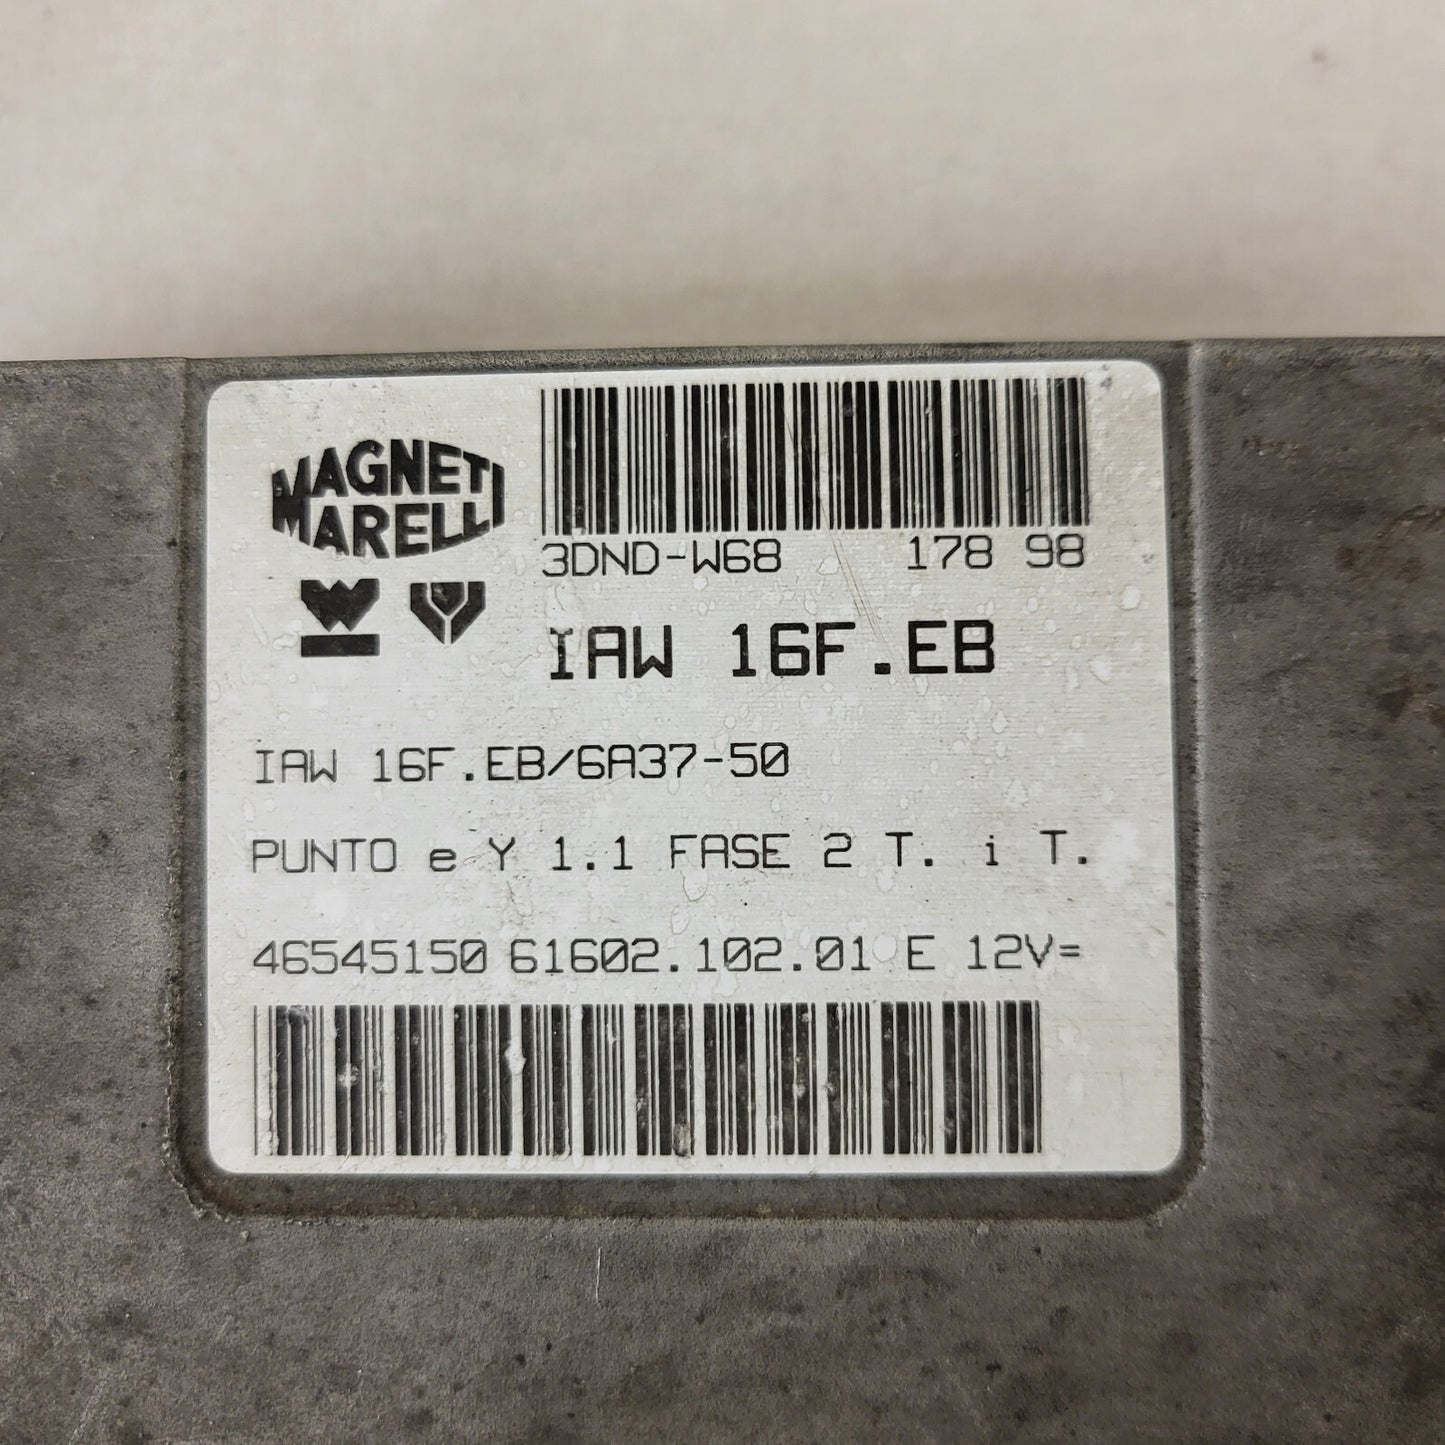 MAGNETI
MARELLI
3DND-W68 178 98
IAW 16F.EB
IAW 16F.EB/6A37-50
PUNTO e Y 1.1 FASE 2 T. i T.
46545150 61602.102.01 E 12V=